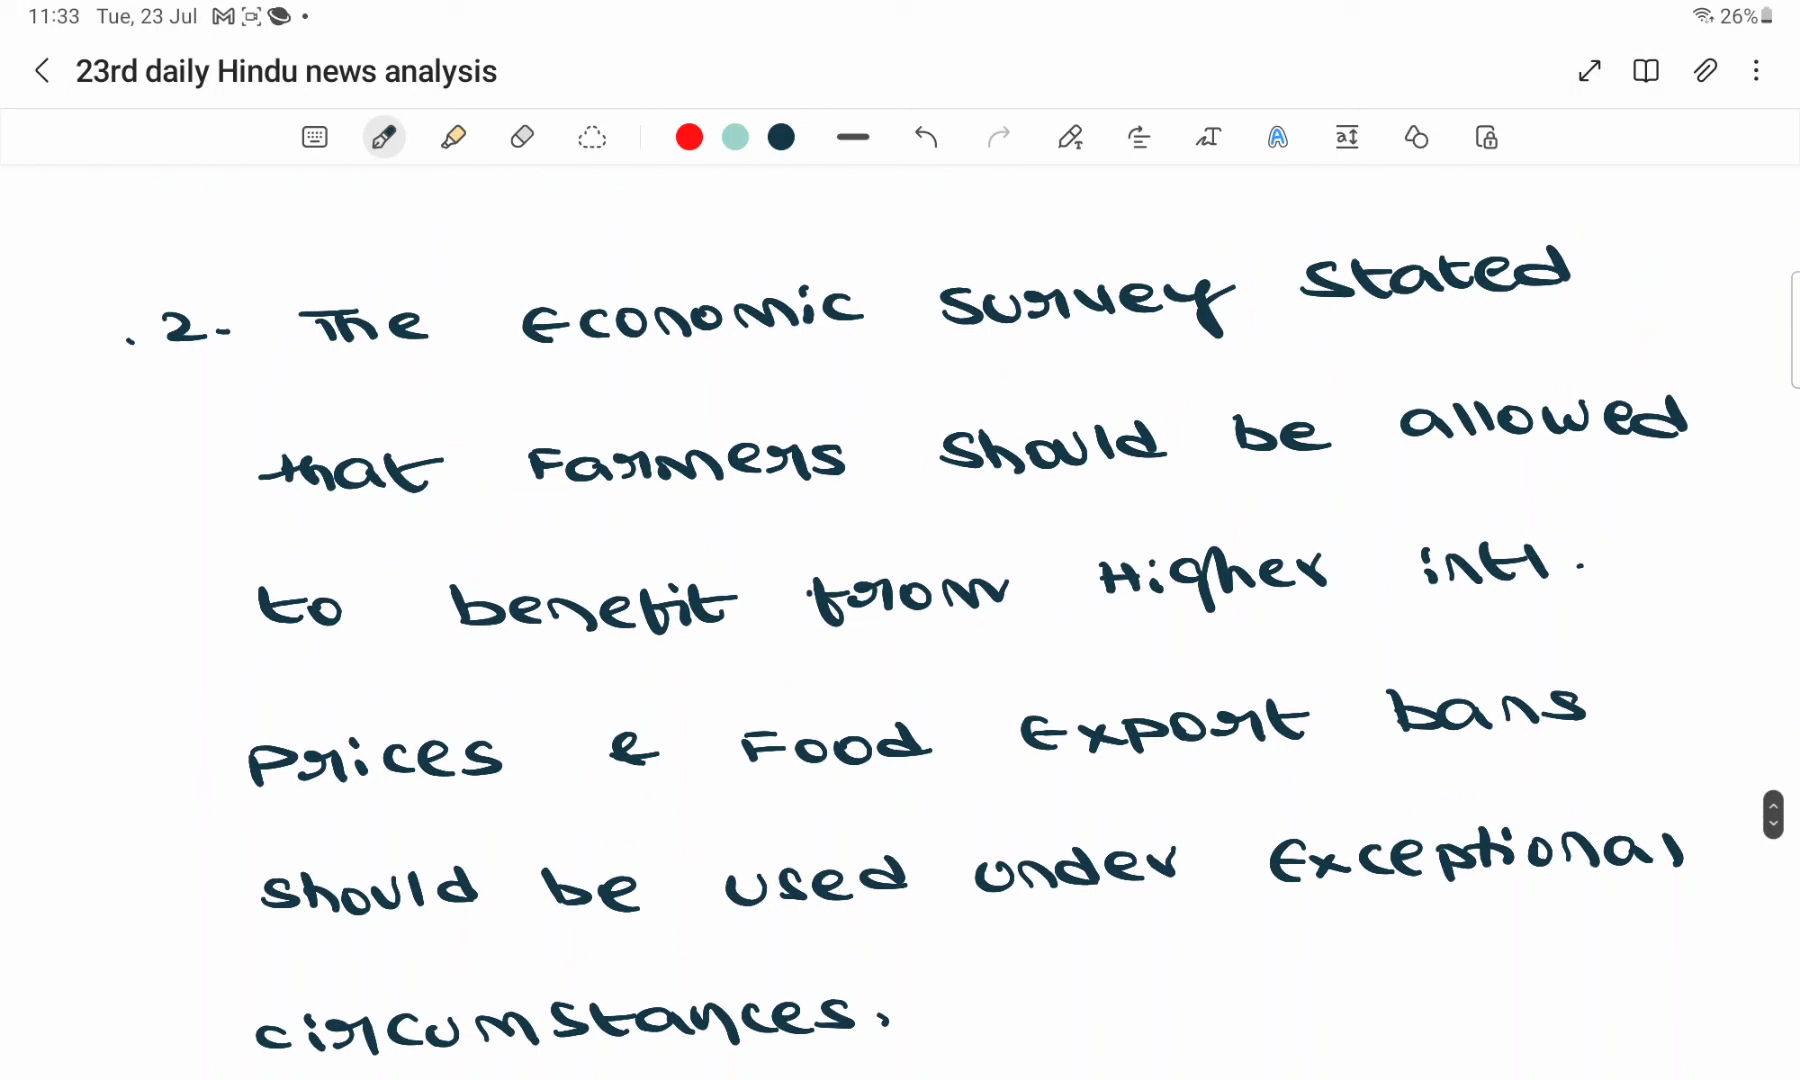 11:33 Tue, 23 Jul
26%
23rd daily Hindu news analysis
.2- The Economic Survey Stated
that Farmers should be allowed
to benefit from Higher intl.
Prices & Food Export bans
should be used under Exceptional
circumstances.